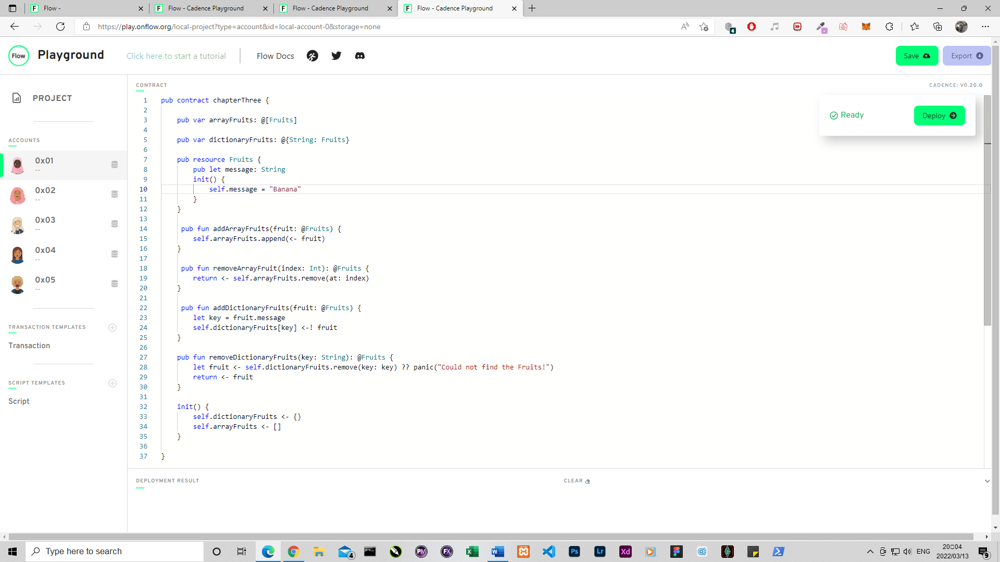 Flow -
Flow - Cadence Playground
Flow - Cadence Playground
Flow - Cadence Playground
https://play.onflow.org/local-project?type=account&id=local-account-0&storage=none
4
Flow
Playground
Click here to start a tutorial
Flow Docs
Save
Export
PROJECT
ACCOUNTS
0x01
--
0x02
--
0x03
--
0x04
--
0x05
--
TRANSACTION TEMPLATES
Transaction
SCRIPT TEMPLATES
Script
CONTRACT
CADENCE: V0.20.0
Ready
Deploy
1 pub contract chapterThree {
2
3 pub var arrayFruits: @[Fruits]
4
5 pub var dictionaryFruits: @{String: Fruits}
6
7 pub resource Fruits {
8 pub let message: String
9 init() {
10 self.message = "Banana"
11 }
12 }
13
14 pub fun addArrayFruits(fruit: @Fruits) {
15 self.arrayFruits.append(<- fruit)
16 }
17
18 pub fun removeArrayFruit(index: Int): @Fruits {
19 return <- self.arrayFruits.remove(at: index)
20 }
21
22 pub fun addDictionaryFruits(fruit: @Fruits) {
23 let key = fruit.message
24 self.dictionaryFruits[key] <-! fruit
25 }
26
27 pub fun removeDictionaryFruits(key: String): @Fruits {
28 let fruit <- self.dictionaryFruits.remove(key: key) ?? panic("Could not find the Fruits!")
29 return <- fruit
30 }
31
32 init() {
33 self.dictionaryFruits <- {}
34 self.arrayFruits <- []
35 }
36
37 }
DEPLOYMENT RESULT
CLEAR
Type here to search
4
PM
FX
Ps
Lr
Xd
ENG
20▯04
2022/03/13
9